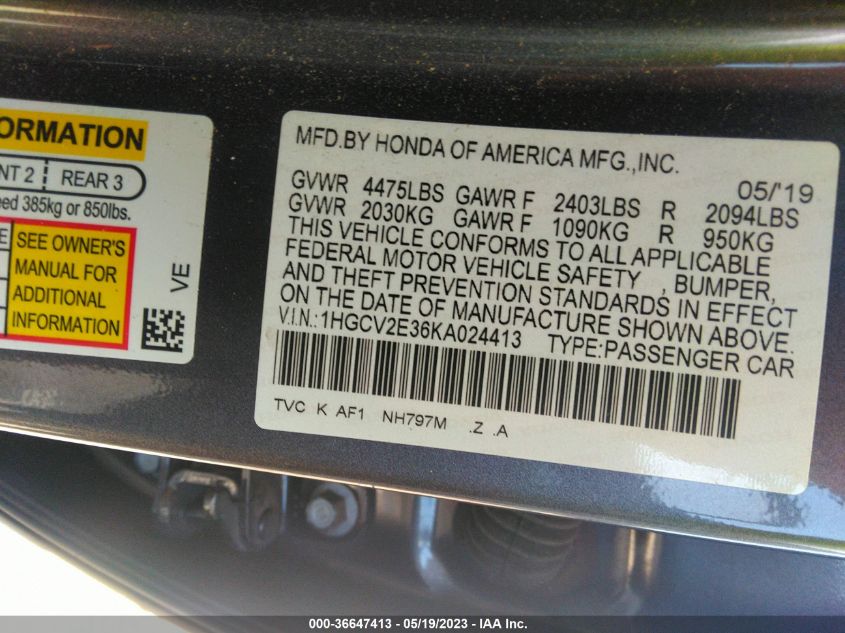 ORMATION
NT 2 REAR 3
eed 385kg or 850lbs.
E SEE OWNER'S
MANUAL FOR
ADDITIONAL
INFORMATION
VE
MFD.BY HONDA OF AMERICA MFG.,INC.
05/'19
GVWR 4475LBS GAWR F 2403LBS R 2094LBS
GVWR 2030KG GAWR F 1090KG R 950KG
THIS VEHICLE CONFORMS TO ALL APPLICABLE
FEDERAL MOTOR VEHICLE SAFETY , BUMPER,
AND THEFT PREVENTION STANDARDS IN EFFECT
ON THE DATE OF MANUFACTURE SHOWN ABOVE.
V.I.N.:1HGCV2E36KA024413 TYPE:PASSENGER CAR
TVC K AF1 NH797M .Z .A
000-36647413 - 05/19/2023 - IAA Inc.